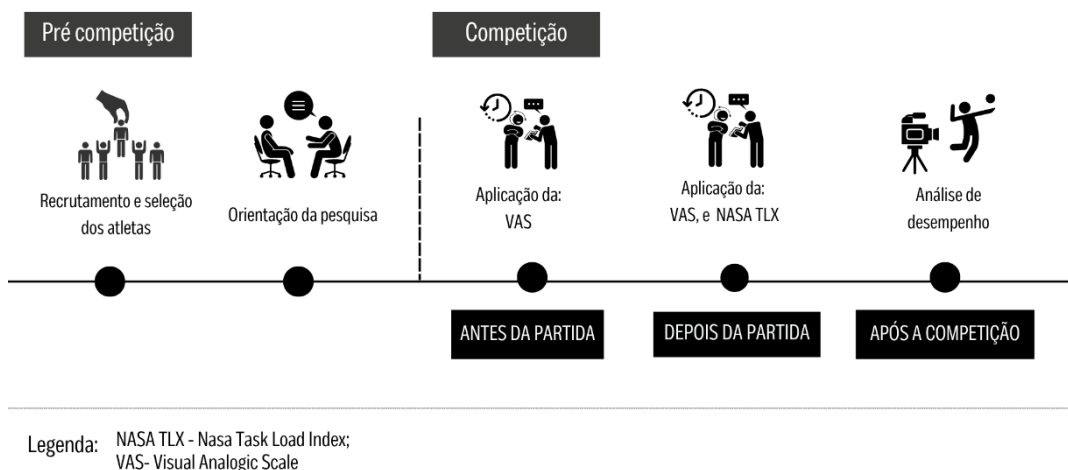 Pré competição
Competição
Recrutamento e seleção
dos atletas
Orientação da pesquisa
Aplicação da:
VAS
Aplicação da:
VAS, e NASA TLX
Análise de
desempenho
ANTES DA PARTIDA
DEPOIS DA PARTIDA
APÓS A COMPETIÇÃO
Legenda: NASA TLX - Nasa Task Load Index;
VAS- Visual Analogic Scale